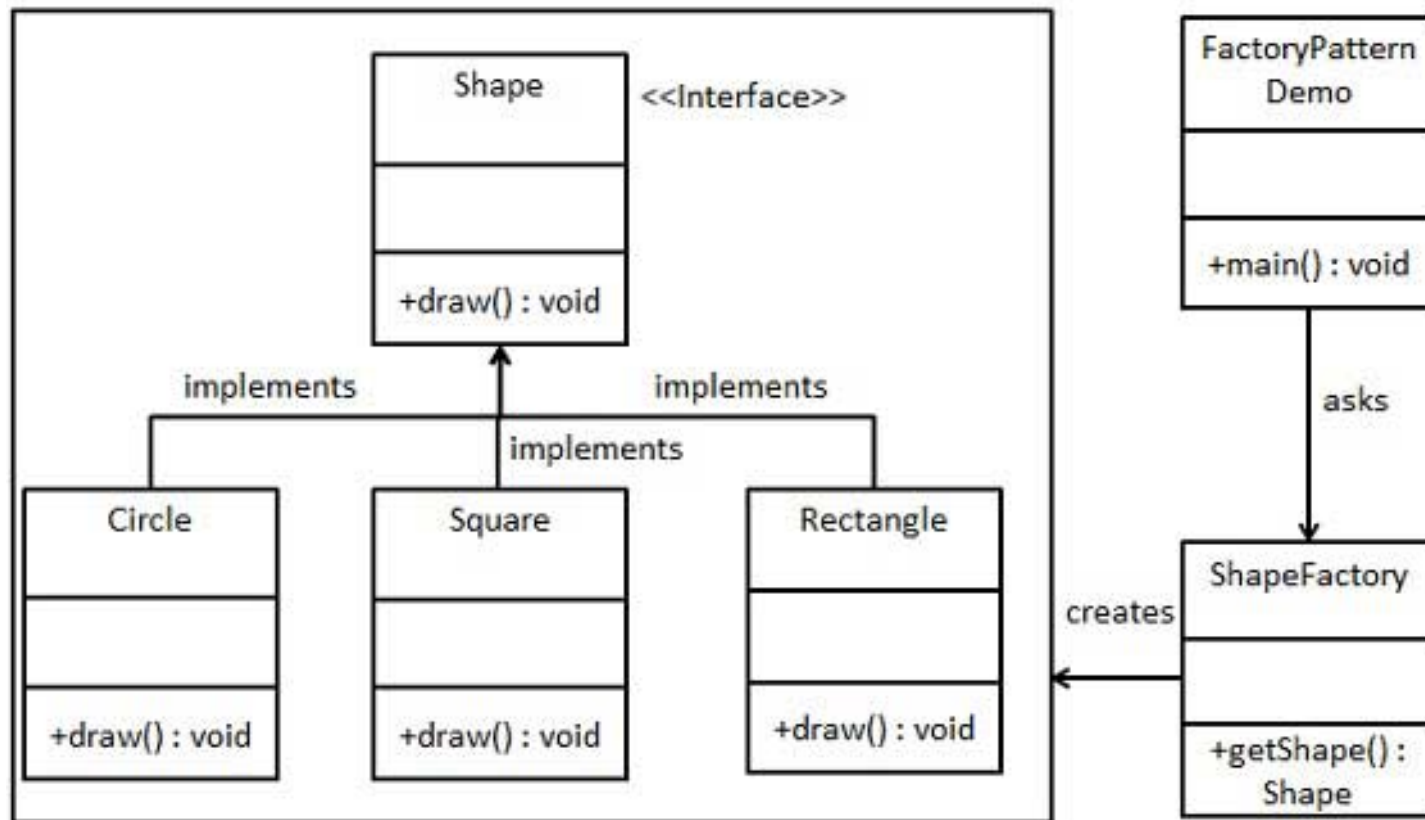 Shape
<<Interface>>
+draw() : void
implements
implements
implements
Circle
+draw() : void
Square
+draw() : void
Rectangle
+draw() : void
FactoryPattern
Demo
+main() : void
asks
creates
ShapeFactory
+getShape() :
Shape